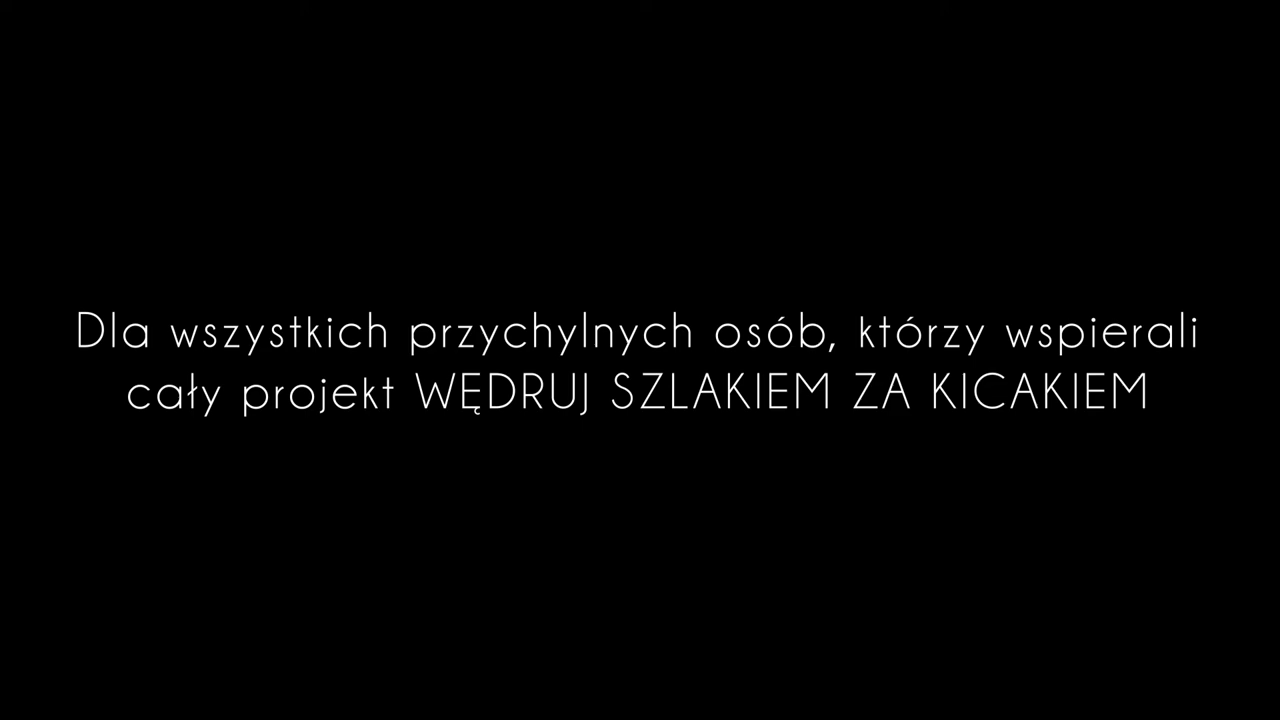 Dla wszystkich przychylnych osób, którzy wspierali
cały projekt WĘDRUJ SZLAKIEM ZA KICAKIEM